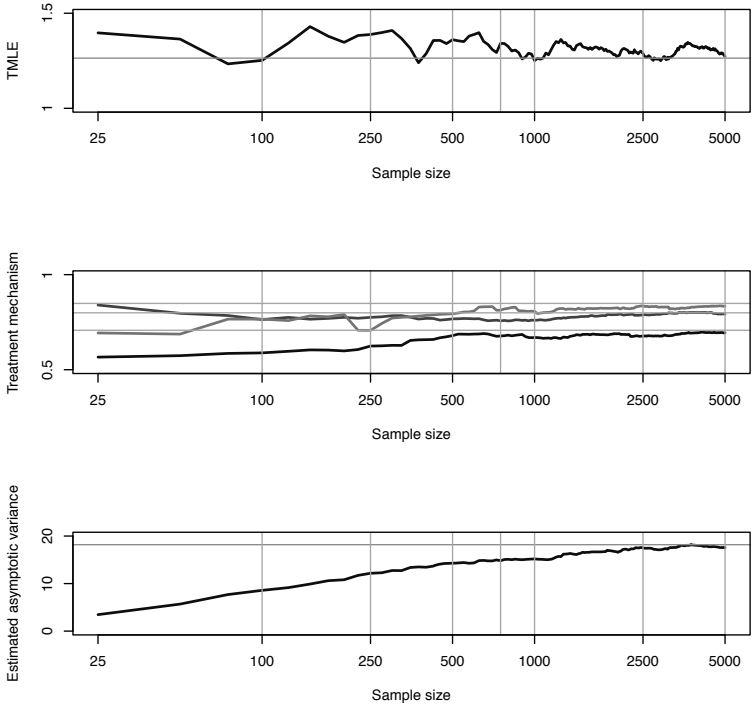 TMLE
1.5
1
25 100 250 500 1000 2500 5000
Sample size
Treatment mechanism
1
0.5
25 100 250 500 1000 2500 5000
Sample size
Estimated asymptotic variance
20
10
0
25 100 250 500 1000 2500 5000
Sample size